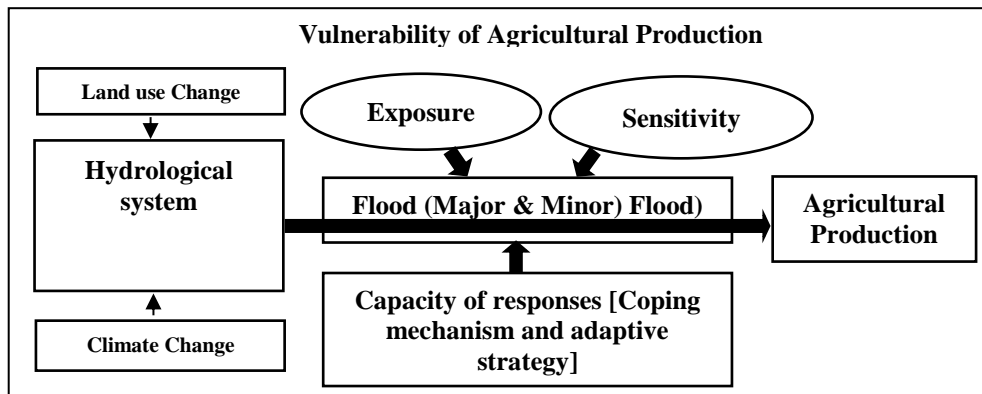 Vulnerability of Agricultural Production
Land use Change
Exposure
Sensitivity
Hydrological
system
Flood (Major & Minor) Flood)
Agricultural
Production
Capacity of responses [Coping
mechanism and adaptive
strategy]
Climate Change